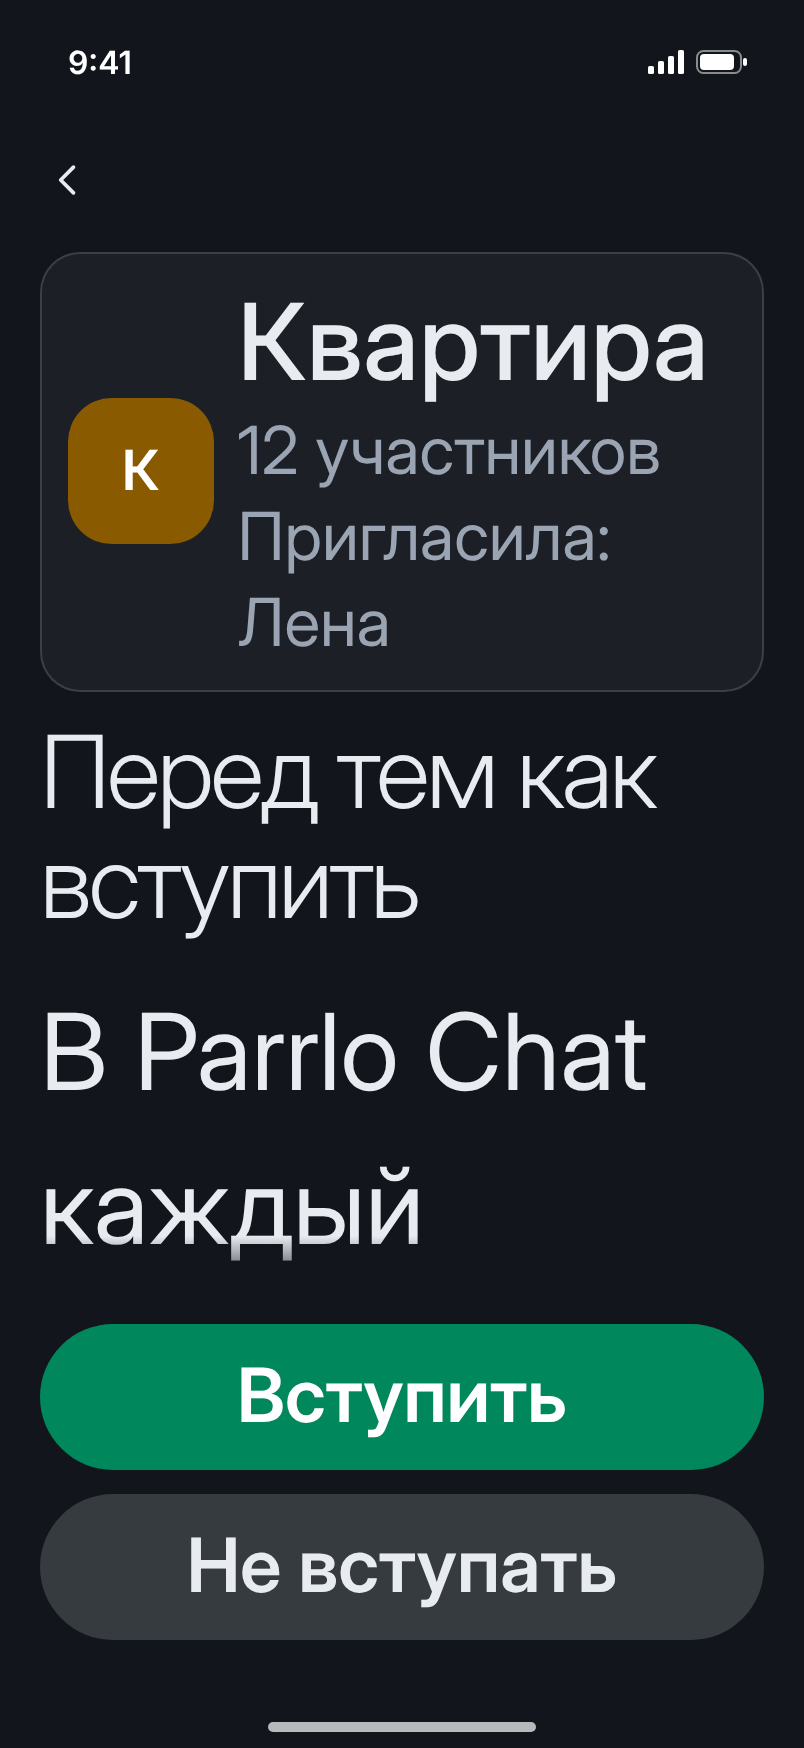 9:41
Квартира
К
12 участников
Пригласила:
Лена
Перед тем как
вступить
В Parrlo Chat
каждый
Вступить
Не вступать